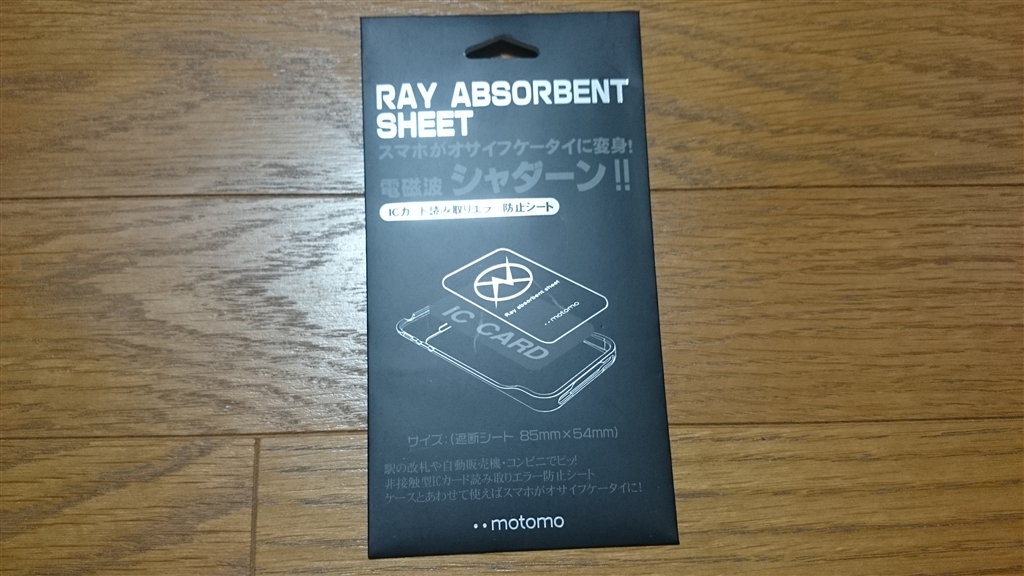 RAY ABSORBENT
SHEET
スマホがオサイフケータイに変身!
電磁波 シャダーン!!
ICカード読み取りエラー防止シート
Ray absorbent sheet
motomo
IC CARD
サイズ:(遮断シート 85mm×54mm)
駅の改札や自動販売機・コンビニでピッ!
非接触型ICカード読み取りエラー防止シート
ケースとあわせて使えばスマホがオサイフケータイに!
motomo